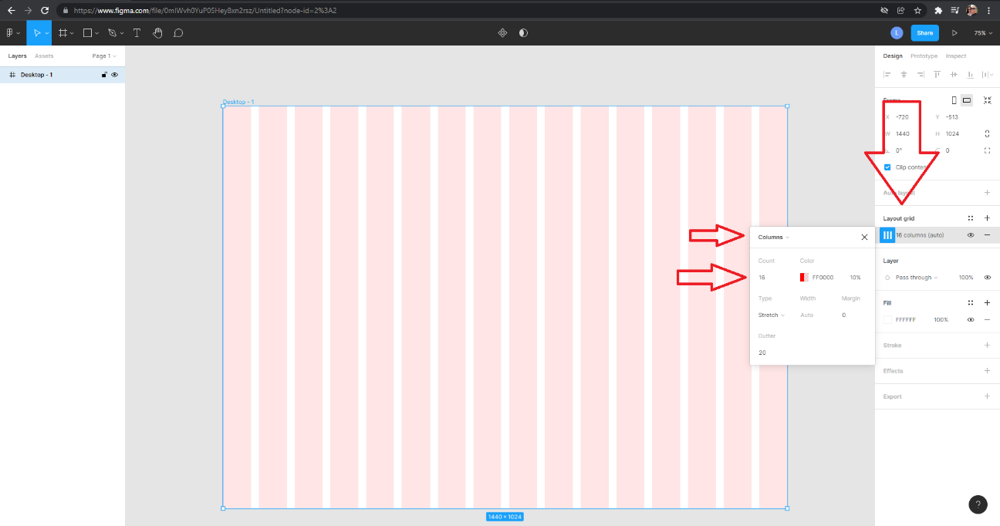 https://www.figma.com/file/0mIWvh0YuP05HeyBxn2rsz/Untitled?node-id=2%3A2
L Share 75%
Layers Assets Page 1
Design Prototype Inspect
Desktop - 1
Desktop - 1
Frame
X -720 Y -513
W 1440 H 1024
0° 0
Clip content
Auto layout
Layout grid
16 columns (auto)
Columns
Count Color
16 FF0000 10%
Type Width Margin
Stretch Auto 0
Gutter
20
Layer
Pass through 100%
Fill
FFFFFF 100%
Stroke
Effects
Export
1440 × 1024
?